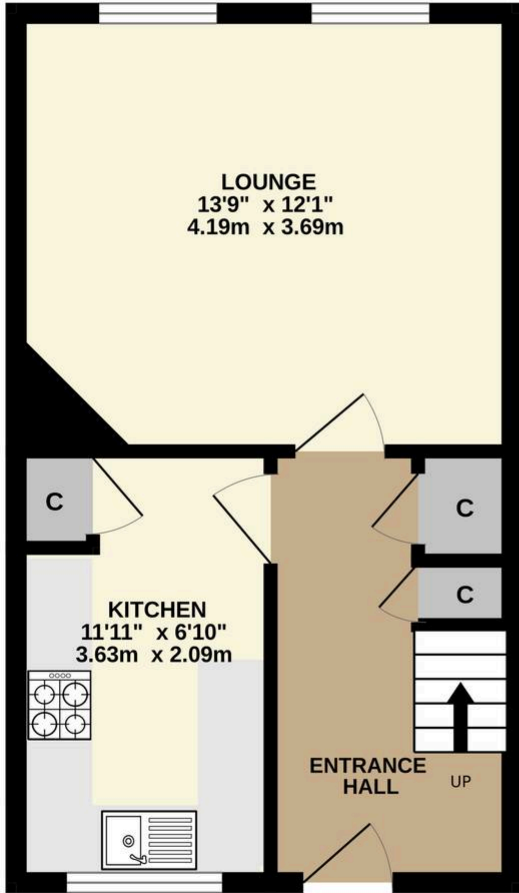 LOUNGE
13'9" x 12'1"
4.19m x 3.69m
C
C
C
KITCHEN
11'11" x 6'10"
3.63m x 2.09m
ENTRANCE
HALL
UP